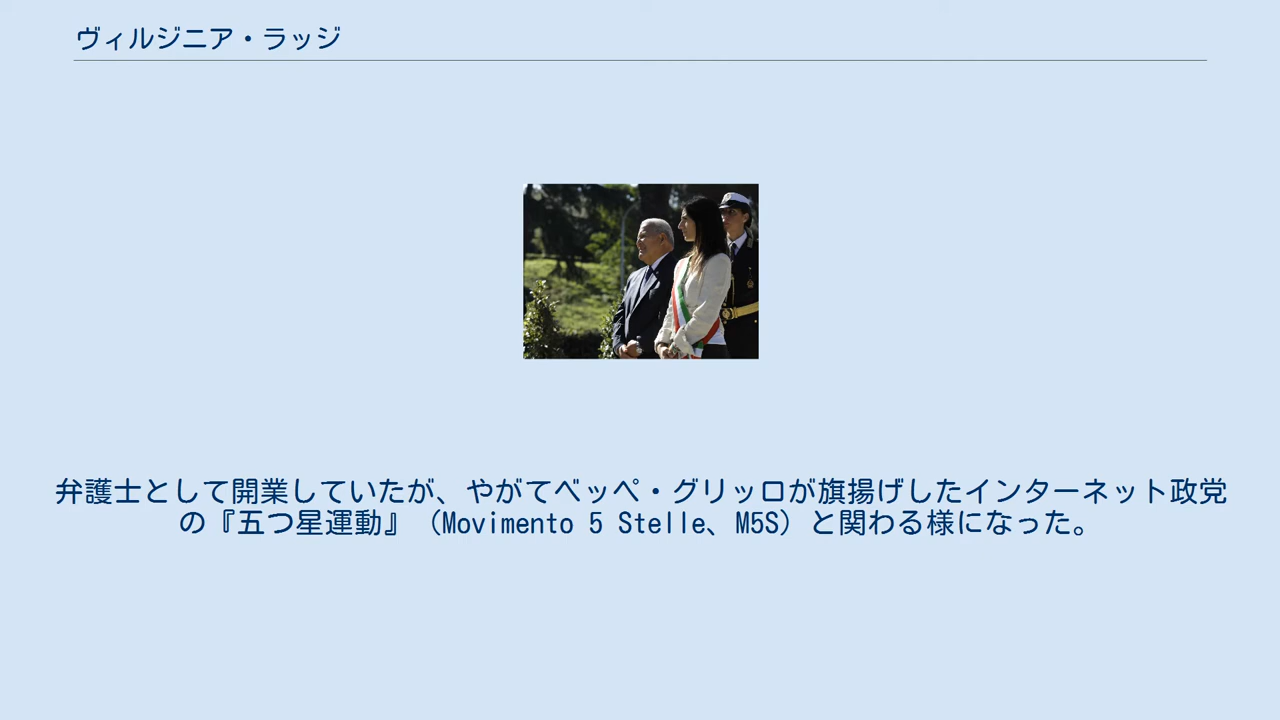 ヴィルジニア・ラッジ
弁護士として開業していたが、やがてベッペ・グリッロが旗揚げしたインターネット政党
の『五つ星運動』（Movimento 5 Stelle、M5S）と関わる様になった。